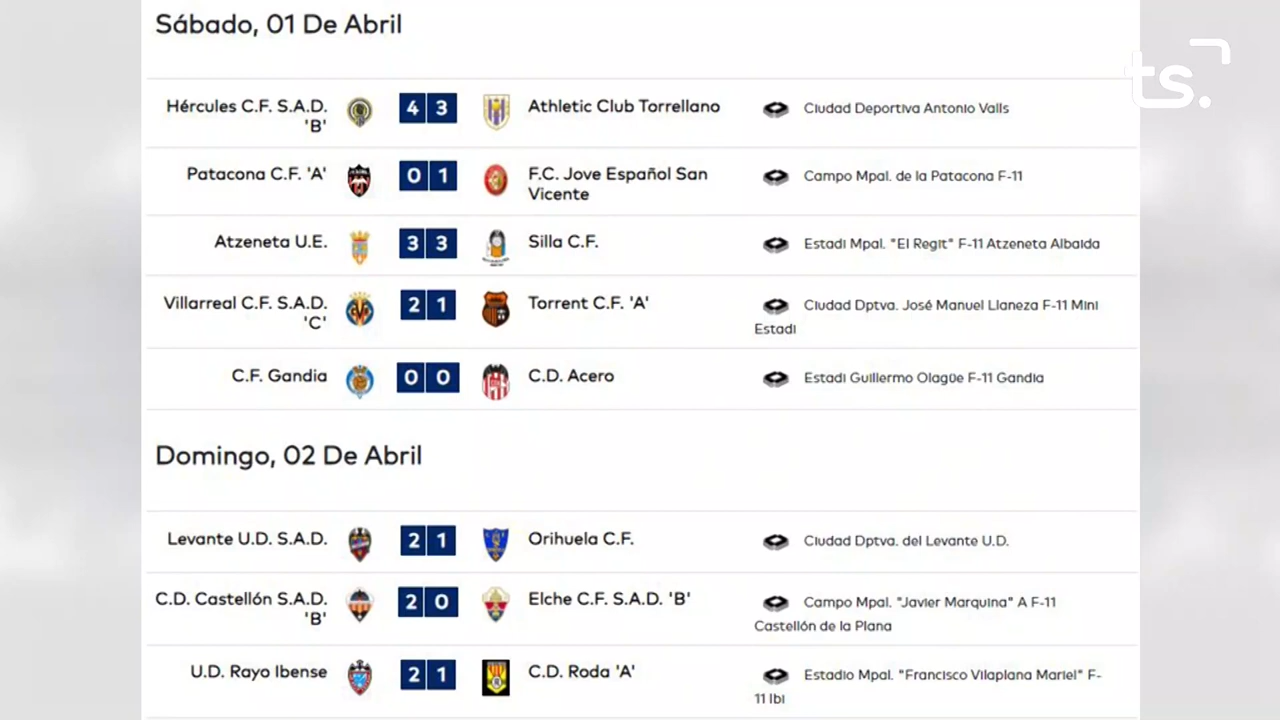 Sábado, 01 De Abril
ts.
Hércules C.F. S.A.D. 4 3 Athletic Club Torrellano Ciudad Deportiva Antonio Valls
'B'
Patacona C.F. 'A' 0 1 F.C. Jove Español San Campo Mpal. de la Patacona F-11
Vicente
Atzeneta U.E. 3 3 Silla C.F. Estadi Mpal. "El Regit" F-11 Atzeneta Albaida
Villarreal C.F. S.A.D. 2 1 Torrent C.F. 'A' Ciudad Dptva. José Manuel Llaneza F-11 Mini
'C' Estadi
C.F. Gandia 0 0 C.D. Acero Estadi Guillermo Olagüe F-11 Gandia
Domingo, 02 De Abril
Levante U.D. S.A.D. 2 1 Orihuela C.F. Ciudad Dptva. del Levante U.D.
C.D. Castellón S.A.D. 2 0 Elche C.F. S.A.D. 'B' Campo Mpal. "Javier Marquina" A F-11
'B' Castellón de la Plana
U.D. Rayo Ibense 2 1 C.D. Roda 'A' Estadio Mpal. "Francisco Vilaplana Mariel" F-
11 Ibi